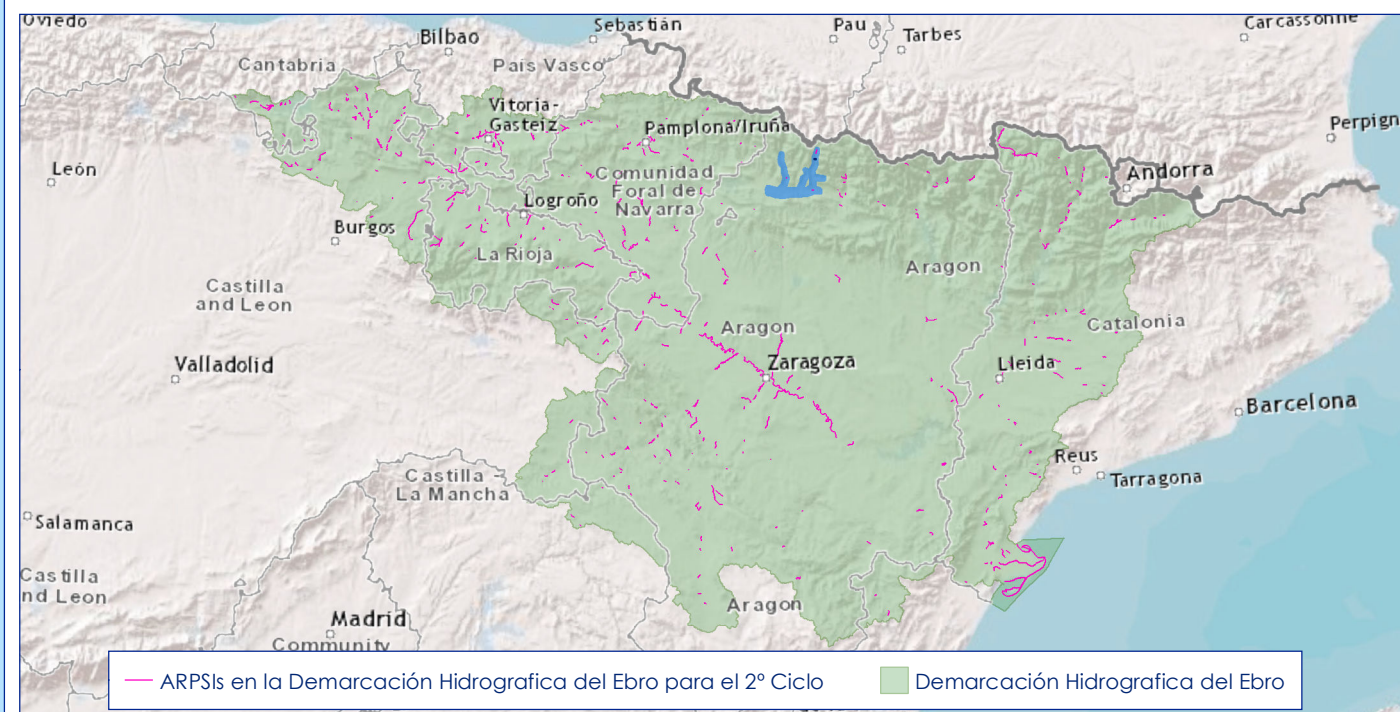 Oviedo
Sebastián
Pau
Carcassonne
Bilbao
Tarbes
Cantabria
País Vasco
Vitoria-
Gasteiz
Pamplona/Iruña
Perpign
León
Andorra
Comunidad
Foral de
Navarra
Logroño
Burgos
La Rioja
Aragon
Castilla
and Leon
Aragon
Catalonia
Valladolid
Zaragoza
Lleida
Barcelona
Reus
Castilla
La Mancha
Tarragona
Salamanca
Castilla
nd Leon
Aragon
Madrid
Community
ARPSIs en la Demarcación Hidrografica del Ebro para el 2º Ciclo
Demarcación Hidrografica del Ebro